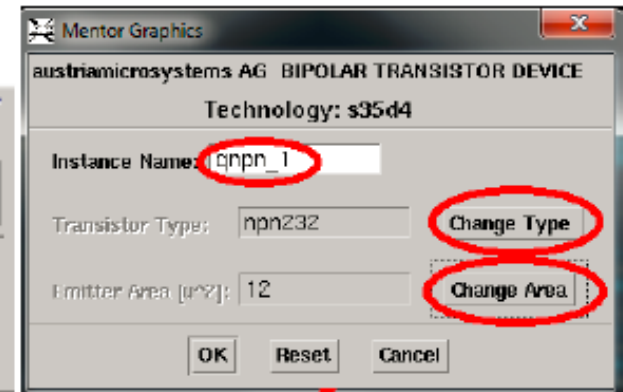 Mentor Graphics
austriamicrosystems AG BIPOLAR TRANSISTOR DEVICE
Technology: s35d4
Instance Name: qnpn_1
Transistor Type: npn232 Change Type
Emitter Area [u^2]: 12 Change Area
OK Reset Cancel